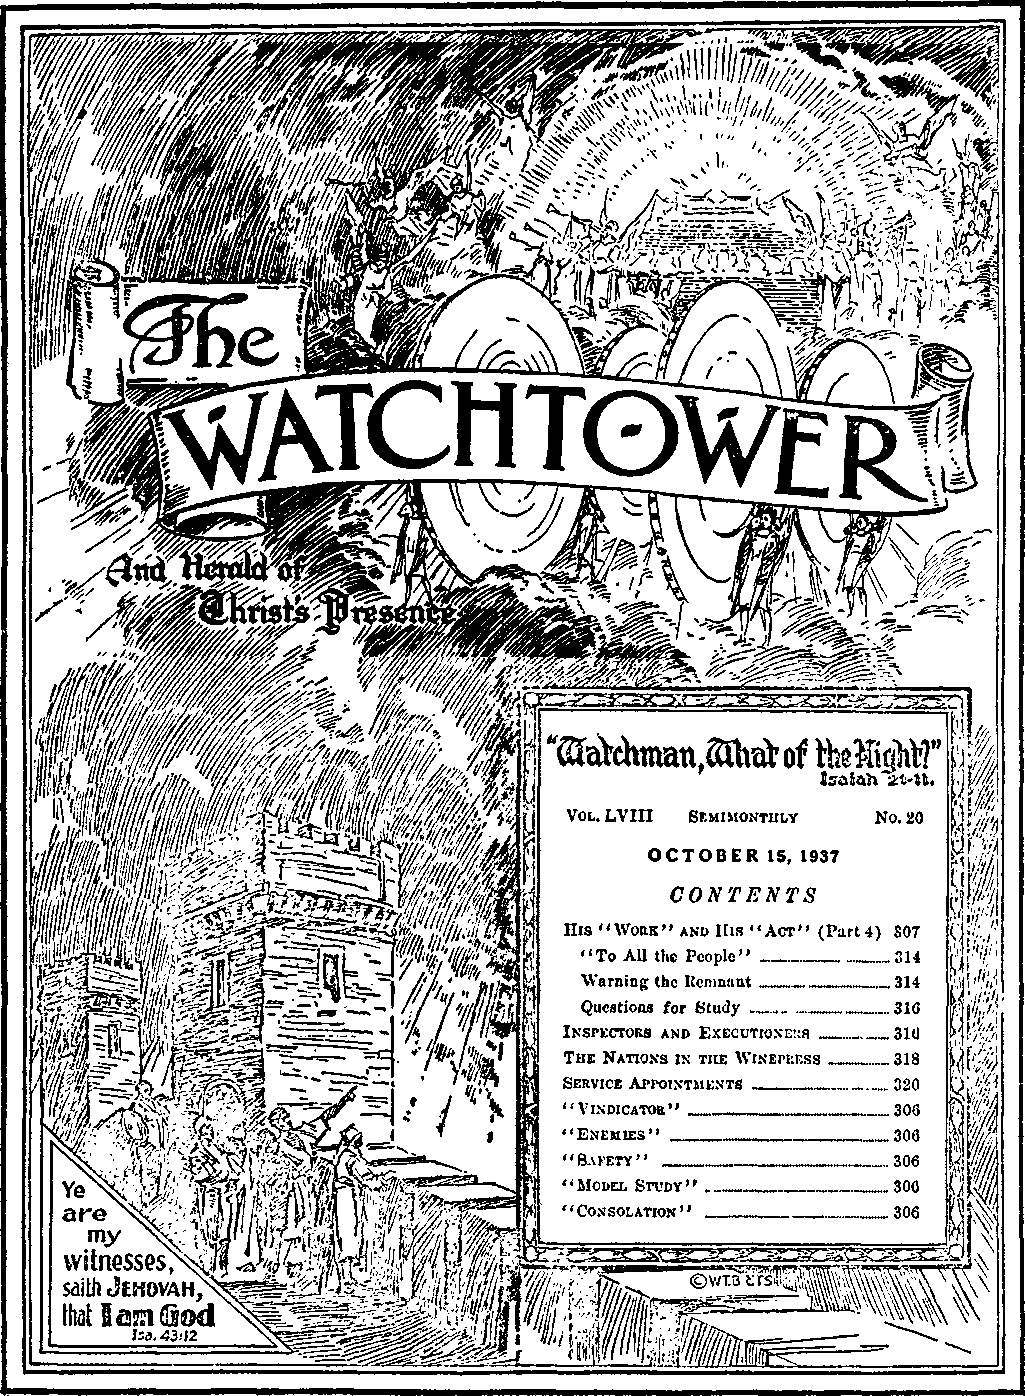 The
WATCHTOWER
And Herald of
Christ's Presence
"Watchman, What of the Night?"
Isaiah 21-11.
VOL. LVIII SEMIMONTHLY No. 20
OCTOBER 15, 1937
CONTENTS
HIS "WORK" AND HIS "ACT" (Part 4) 307
"To All the People" 314
Warning the Remnant 314
Questions for Study 316
INSPECTORS AND EXECUTIONERS 316
THE NATIONS IN THE WINEPRESS 318
SERVICE APPOINTMENTS 320
"VINDICATOR" 306
"ENEMIES" 306
"SAFETY" 306
"MODEL STUDY" 306
"CONSOLATION" 306
©W.T.B. & T.S.
Ye
are
my
witnesses,
saith JEHOVAH,
that I am God
Isa. 43:12